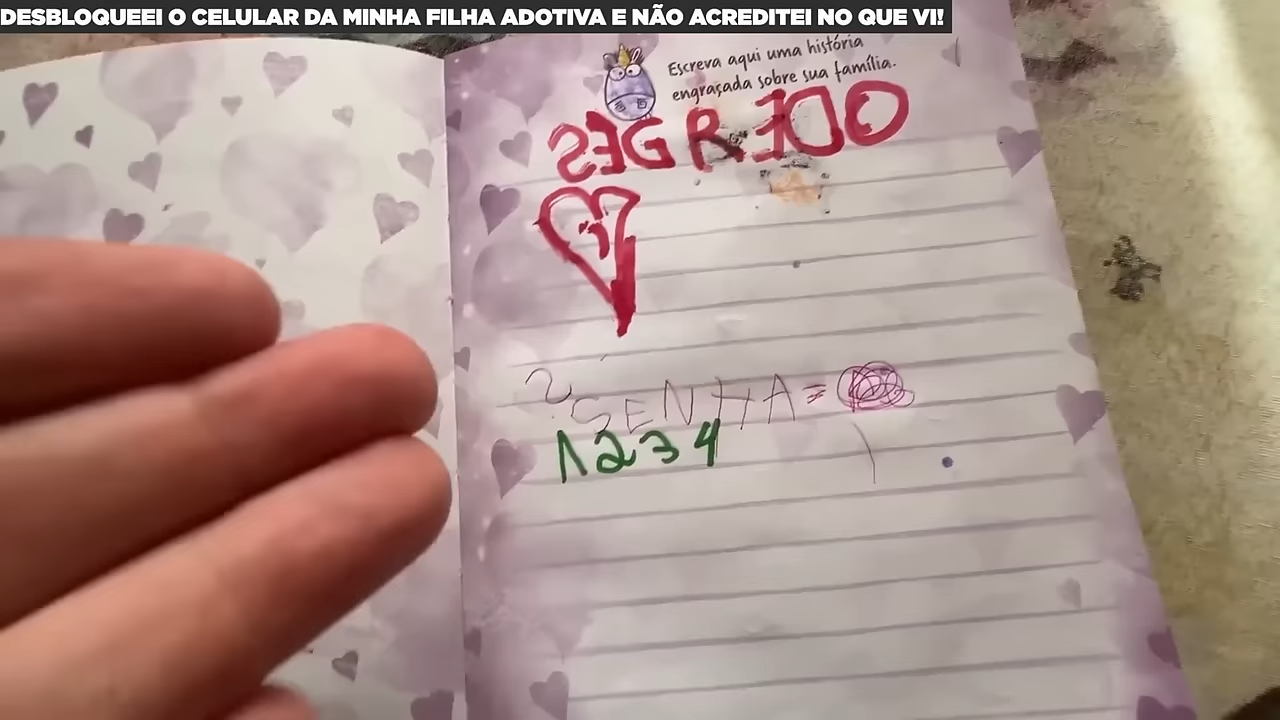 DESBLOQUEEI O CELULAR DA MINHA FILHA ADOTIVA E NÃO ACREDITEI NO QUE VI!
Escreva aqui uma história
engraçada sobre sua família.
SEGREDO
SENHA =
1234